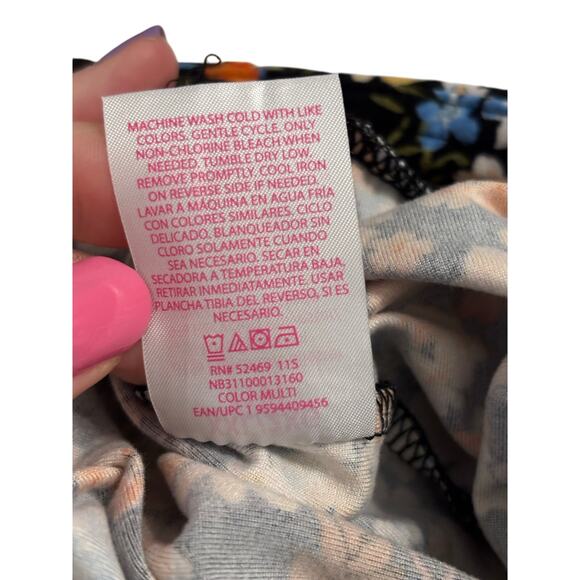 MACHINE WASH COLD WITH LIKE
COLORS. GENTLE CYCLE. ONLY
NON-CHLORINE BLEACH WHEN
NEEDED. TUMBLE DRY LOW,
REMOVE PROMPTLY. COOL IRON
ON REVERSE SIDE IF NEEDED.
LAVAR A MÁQUINA EN AGUA FRÍA
CON COLORES SIMILARES. CICLO
DELICADO. BLANQUEADOR SIN
CLORO SOLAMENTE CUANDO
SEA NECESARIO. SECAR EN
SECADORA A TEMPERATURA BAJA,
RETIRAR INMEDIATAMENTE. USAR
PLANCHA TIBIA DEL REVERSO, SI ES
NECESARIO.
RN# 52469 11S
NB31100013160
COLOR MULTI
EAN/UPC 1 9594409456